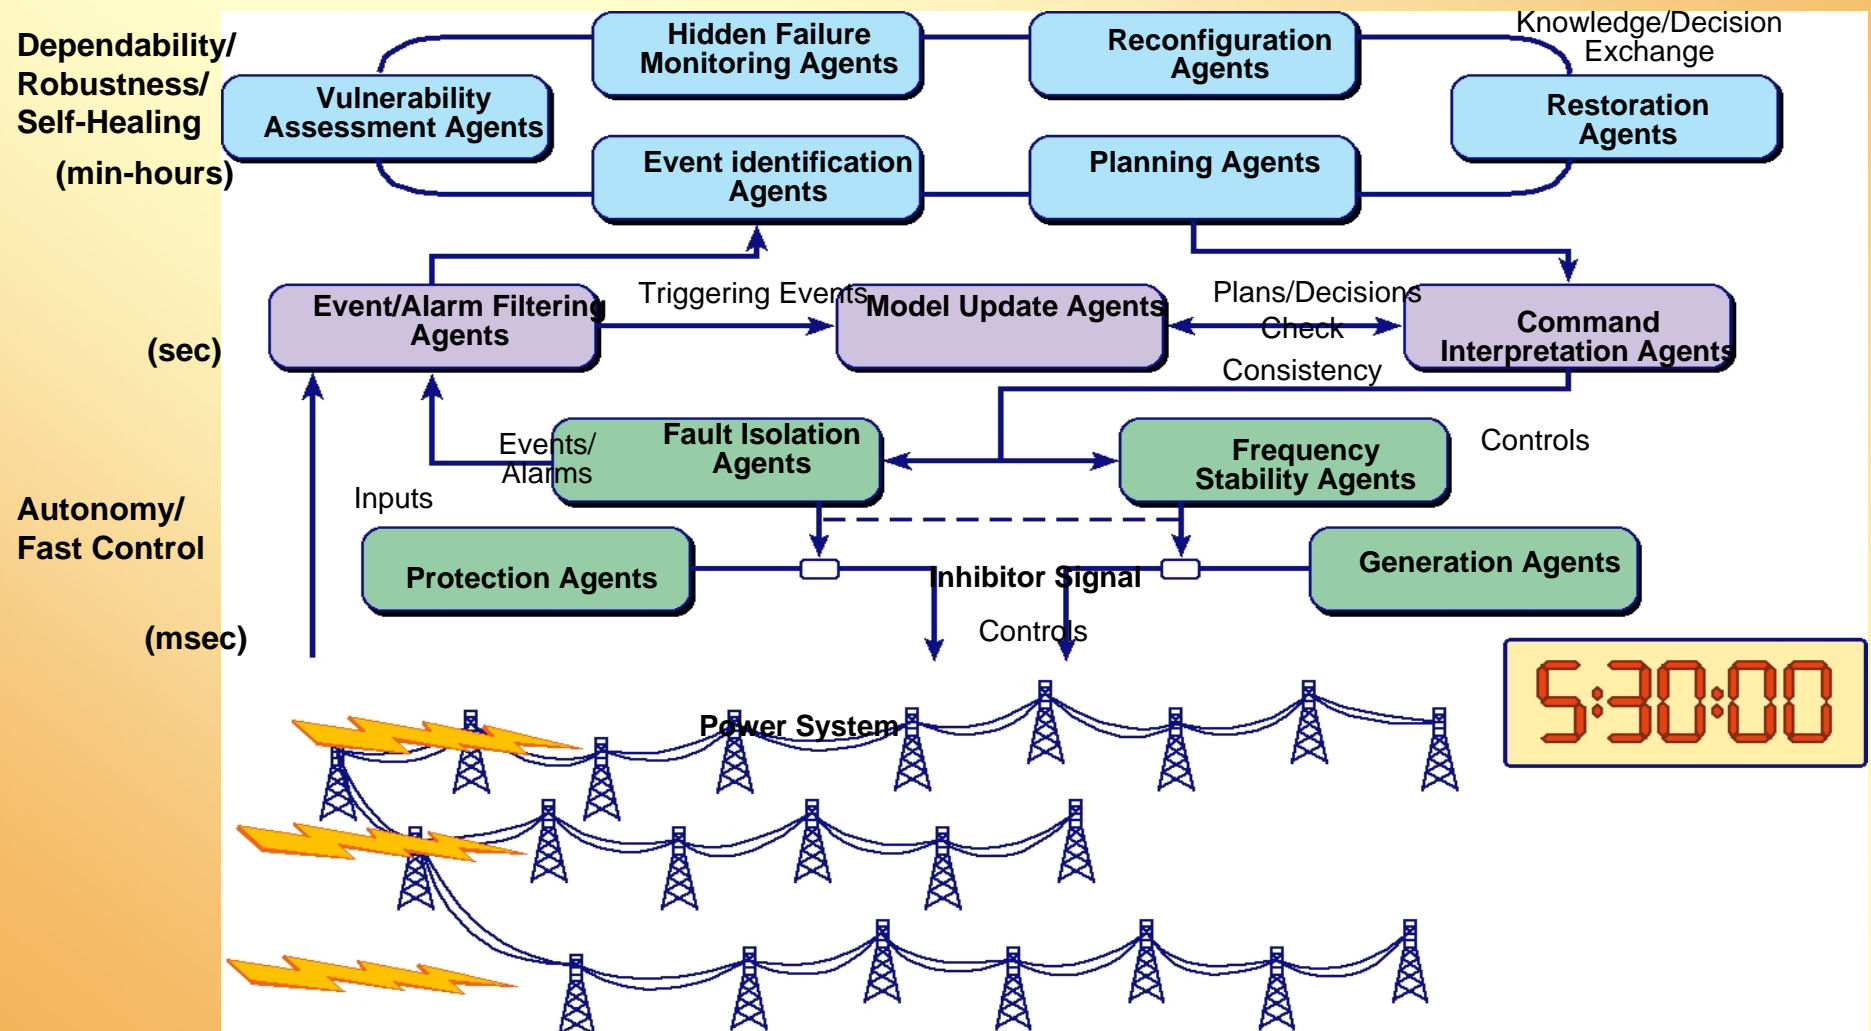 Dependability/
Robustness/
Self-Healing
(min-hours)
Hidden Failure
Monitoring Agents
Reconfiguration
Agents
Knowledge/Decision
Exchange
Vulnerability
Assessment Agents
Restoration
Agents
Event identification
Agents
Planning Agents
(sec)
Event/Alarm Filtering
Agents
Triggering Events
Model Update Agents
Plans/Decisions
Check
Consistency
Command
Interpretation Agents
Events/
Alarms
Fault Isolation
Agents
Frequency
Stability Agents
Controls
Inputs
Autonomy/
Fast Control
Protection Agents
Inhibitor Signal
Generation Agents
(msec)
Controls
Power System
5:30:00